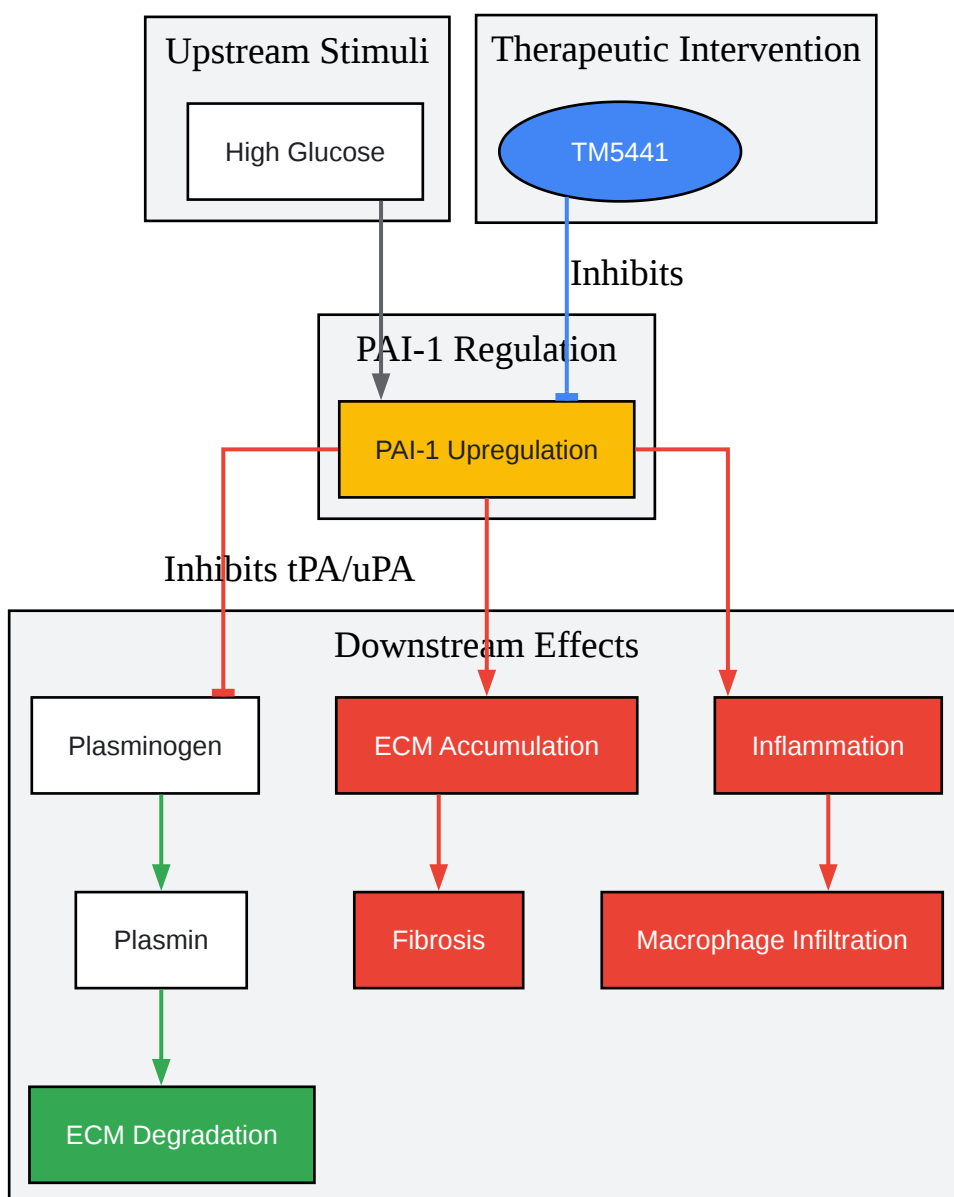 Upstream Stimuli
Therapeutic Intervention
High Glucose
TM5441
Inhibits
PAI-1 Regulation
PAI-1 Upregulation
Inhibits tPA/uPA
Downstream Effects
Plasminogen
ECM Accumulation
Inflammation
Plasmin
Fibrosis
Macrophage Infiltration
ECM Degradation